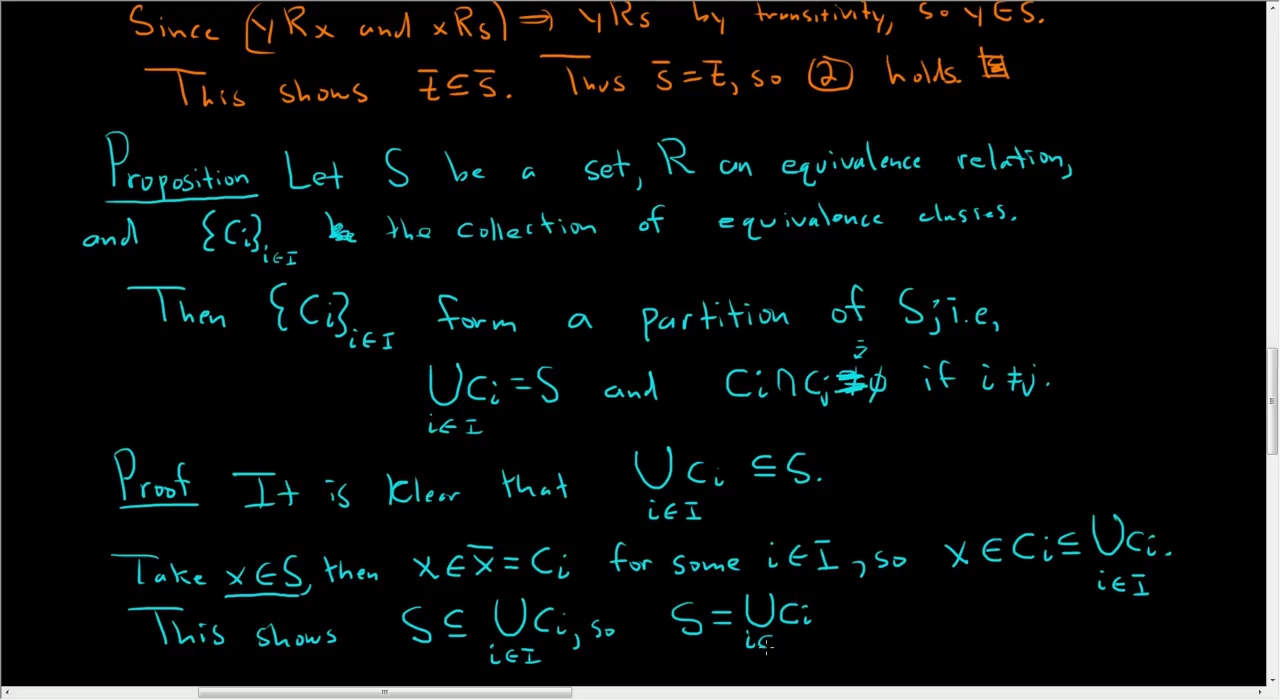 Since (yRx and xRs) ⇒ yRs by transitivity, so y∈s̄.
This shows t̄ ⊆ s̄. Thus s̄ = t̄, so ② holds.
Proposition Let S be a set, R an equivalence relation,
and {Ci}i∈I the collection of equivalence classes.
Then {Ci}i∈I form a partition of S; i.e,
⋃i∈I Ci = S and Ci ∩ Cj = ∅ if i ≠ j.
Proof It is klear that ⋃i∈I Ci ⊆ S.
Take x∈S, then x∈x̄ = Ci for some i∈I, so x∈Ci ⊆ ⋃i∈I Ci.
This shows S ⊆ ⋃i∈I Ci, so S = ⋃i∈ Ci